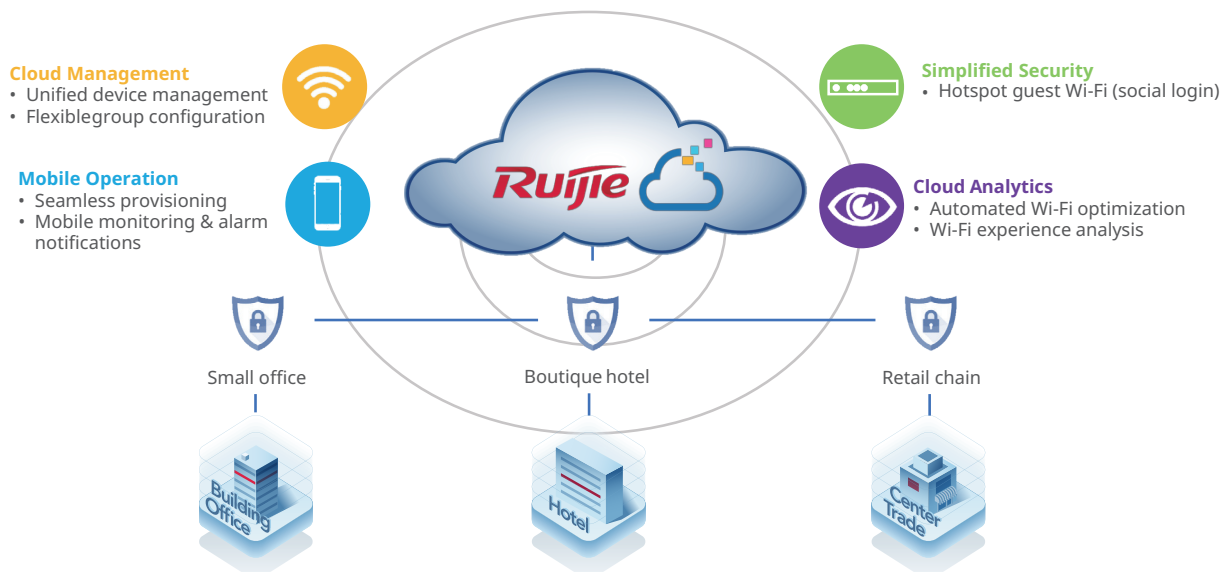 Cloud Management
• Unified device management
• Flexiblegroup configuration
Mobile Operation
• Seamless provisioning
• Mobile monitoring & alarm
notifications
Ruijie
Simplified Security
• Hotspot guest Wi-Fi (social login)
Cloud Analytics
• Automated Wi-Fi optimization
• Wi-Fi experience analysis
Small office
Boutique hotel
Retail chain
Building
Office
Hotel
Center
Trade